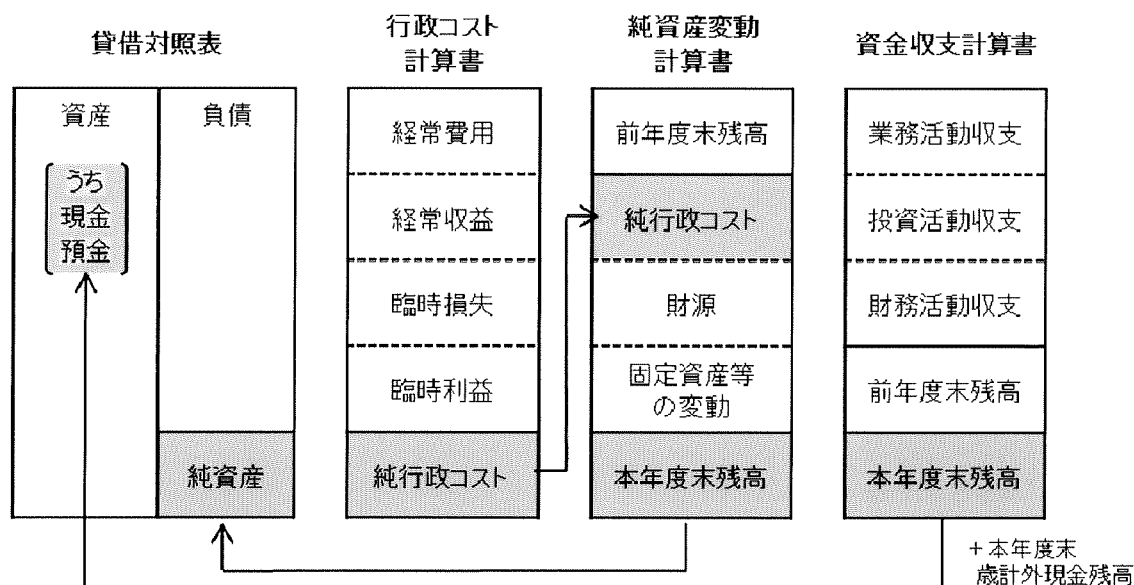 貸借対照表
資産
うち
現金
預金
負債
純資産
行政コスト
計算書
経常費用
経常収益
臨時損失
臨時利益
純行政コスト
純資産変動
計算書
前年度末残高
純行政コスト
財源
固定資産等
の変動
本年度末残高
資金収支計算書
業務活動収支
投資活動収支
財務活動収支
前年度末残高
本年度末残高
+本年度末
歳計外現金残高